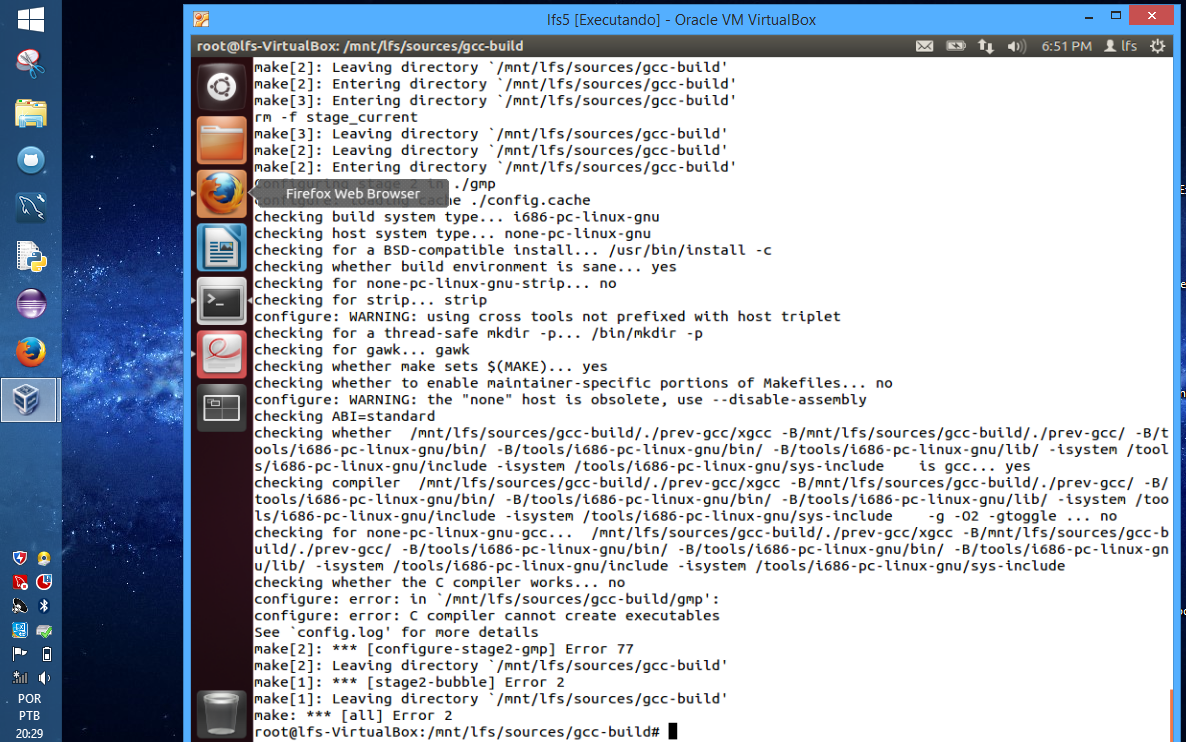 lfs5 [Executando] - Oracle VM VirtualBox
root@lfs-VirtualBox: /mnt/lfs/sources/gcc-build
6:51 PM
lfs
make[2]: Leaving directory `/mnt/lfs/sources/gcc-build'
make[2]: Entering directory `/mnt/lfs/sources/gcc-build'
make[3]: Entering directory `/mnt/lfs/sources/gcc-build'
rm -f stage_current
make[3]: Leaving directory `/mnt/lfs/sources/gcc-build'
make[2]: Leaving directory `/mnt/lfs/sources/gcc-build'
make[2]: Entering directory `/mnt/lfs/sources/gcc-build'
Configuring stage 2 in ./gmp
Firefox Web Browser
configure: loading cache ./config.cache
checking build system type... i686-pc-linux-gnu
checking host system type... none-pc-linux-gnu
checking for a BSD-compatible install... /usr/bin/install -c
checking whether build environment is sane... yes
checking for none-pc-linux-gnu-strip... no
checking for strip... strip
configure: WARNING: using cross tools not prefixed with host triplet
checking for a thread-safe mkdir -p... /bin/mkdir -p
checking for gawk... gawk
checking whether make sets $(MAKE)... yes
checking whether to enable maintainer-specific portions of Makefiles... no
configure: WARNING: the "none" host is obsolete, use --disable-assembly
checking ABI=standard
checking whether  /mnt/lfs/sources/gcc-build/./prev-gcc/xgcc -B/mnt/lfs/sources/gcc-build/./prev-gcc/ -B/t
ools/i686-pc-linux-gnu/bin/ -B/tools/i686-pc-linux-gnu/bin/ -B/tools/i686-pc-linux-gnu/lib/ -isystem /tool
s/i686-pc-linux-gnu/include -isystem /tools/i686-pc-linux-gnu/sys-include    is gcc... yes
checking compiler  /mnt/lfs/sources/gcc-build/./prev-gcc/xgcc -B/mnt/lfs/sources/gcc-build/./prev-gcc/ -B/
tools/i686-pc-linux-gnu/bin/ -B/tools/i686-pc-linux-gnu/bin/ -B/tools/i686-pc-linux-gnu/lib/ -isystem /too
ls/i686-pc-linux-gnu/include -isystem /tools/i686-pc-linux-gnu/sys-include    -g -O2 -gtoggle ... no
checking for none-pc-linux-gnu-gcc...  /mnt/lfs/sources/gcc-build/./prev-gcc/xgcc -B/mnt/lfs/sources/gcc-b
uild/./prev-gcc/ -B/tools/i686-pc-linux-gnu/bin/ -B/tools/i686-pc-linux-gnu/bin/ -B/tools/i686-pc-linux-gn
u/lib/ -isystem /tools/i686-pc-linux-gnu/include -isystem /tools/i686-pc-linux-gnu/sys-include
checking whether the C compiler works... no
configure: error: in `/mnt/lfs/sources/gcc-build/gmp':
configure: error: C compiler cannot create executables
See `config.log' for more details
make[2]: *** [configure-stage2-gmp] Error 77
make[2]: Leaving directory `/mnt/lfs/sources/gcc-build'
make[1]: *** [stage2-bubble] Error 2
make[1]: Leaving directory `/mnt/lfs/sources/gcc-build'
make: *** [all] Error 2
root@lfs-VirtualBox:/mnt/lfs/sources/gcc-build#
POR
PTB
20:29